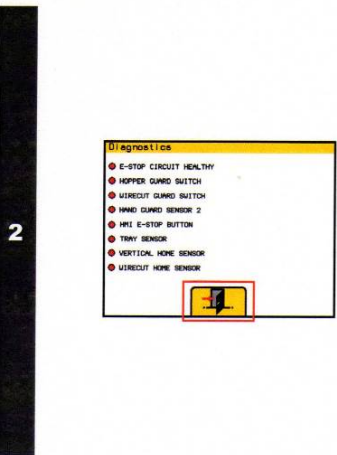 2
Diagnostics
E-STOP CIRCUIT HEALTHY
HOPPER GUARD SWITCH
WIRECUT GUARD SWITCH
HAND GUARD SENSOR 2
HMI E-STOP BUTTON
TRAY SENSOR
VERTICAL HOME SENSOR
WIRECUT HOME SENSOR